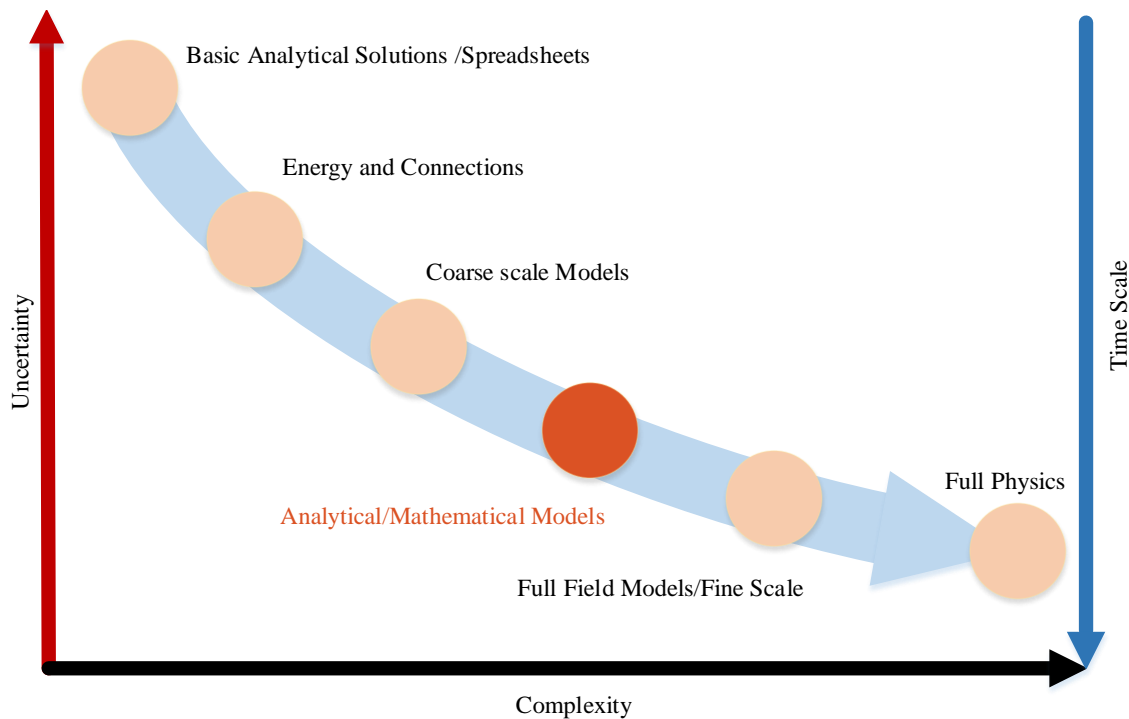 Basic Analytical Solutions /Spreadsheets
Energy and Connections
Coarse scale Models
Uncertainty
Time Scale
Full Physics
Analytical/Mathematical Models
Full Field Models/Fine Scale
Complexity